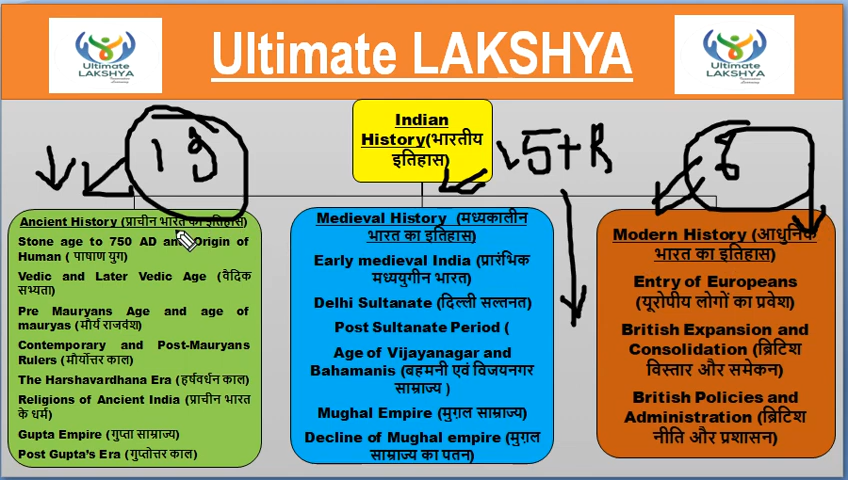 Ultimate
LAKSHYA
Ultimate LAKSHYA
Ultimate
LAKSHYA
Indian
History(भारतीय
इतिहास)
13
15+R
Ancient History (प्राचीन भारत का इतिहास)
Stone age to 750 AD and Origin of
Human ( पाषाण युग)
Vedic and Later Vedic Age (वैदिक
सभ्यता)
Pre Mauryans Age and age of
mauryas (मौर्य राजवंश)
Contemporary and Post-Mauryans
Rulers (मौर्योत्तर काल)
The Harshavardhana Era (हर्षवर्धन काल)
Religions of Ancient India (प्राचीन भारत
के धर्म)
Gupta Empire (गुप्ता साम्राज्य)
Post Gupta's Era (गुप्तोत्तर काल)
Medieval History (मध्यकालीन
भारत का इतिहास)
Early medieval India (प्रारंभिक
मध्ययुगीन भारत)
Delhi Sultanate (दिल्ली सल्तनत)
Post Sultanate Period (
Age of Vijayanagar and
Bahamanis (बहमनी एवं विजयनगर
साम्राज्य )
Mughal Empire (मुग़ल साम्राज्य)
Decline of Mughal empire (मुग़ल
साम्राज्य का पतन)
Modern History (आधुनिक
भारत का इतिहास)
Entry of Europeans
(यूरोपीय लोगों का प्रवेश)
British Expansion and
Consolidation (ब्रिटिश
विस्तार और समेकन)
British Policies and
Administration (ब्रिटिश
नीति और प्रशासन)